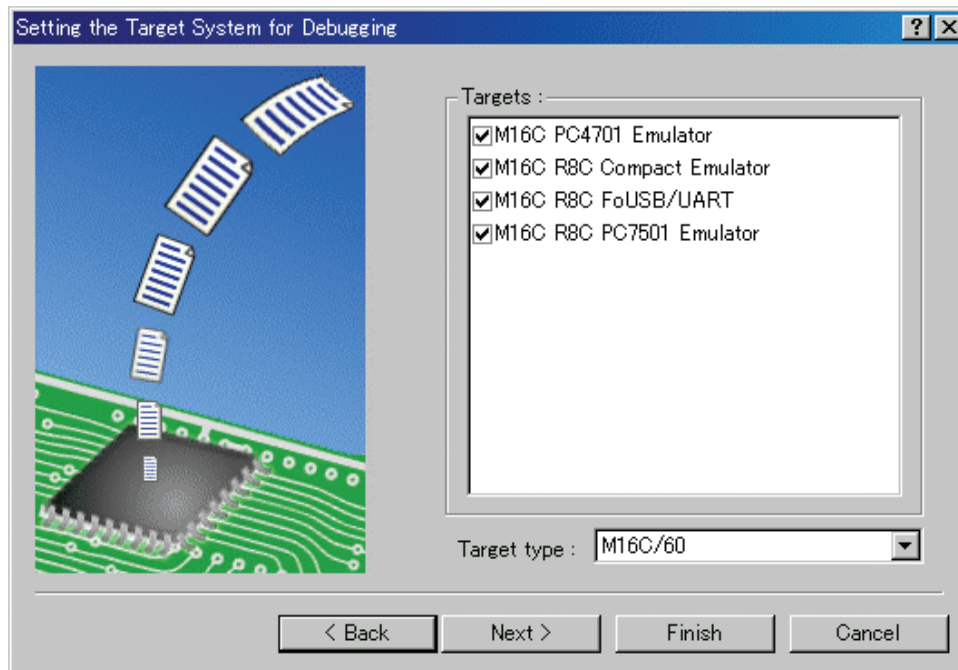 Setting the Target System for Debugging
Targets :
M16C PC4701 Emulator
M16C R8C Compact Emulator
M16C R8C FoUSB/UART
M16C R8C PC7501 Emulator
Target type : M16C/60
< Back Next > Finish Cancel